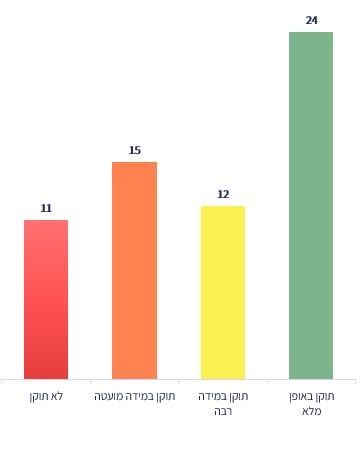 24
15
12
11
תוקן באופן
מלא
תוקן במידה
רבה
תוקן במידה מועטה
לא תוקן